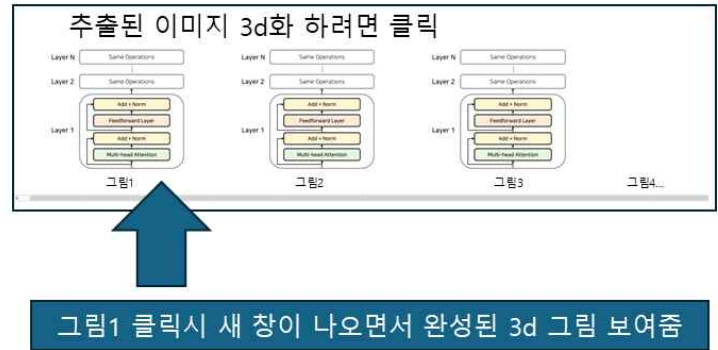 추출된 이미지 3d화 하려면 클릭
Layer N Same Operations Layer N Same Operations Layer N Same Operations
Layer 2 Same Operations Layer 2 Same Operations Layer 2 Same Operations
Add + Norm Add + Norm Add + Norm
Feedforward Layer Feedforward Layer Feedforward Layer
Layer 1 Layer 1 Layer 1
Add + Norm Add + Norm Add + Norm
Multi-head Attention Multi-head Attention Multi-head Attention
그림1 그림2 그림3 그림4...
그림1 클릭시 새 창이 나오면서 완성된 3d 그림 보여줌